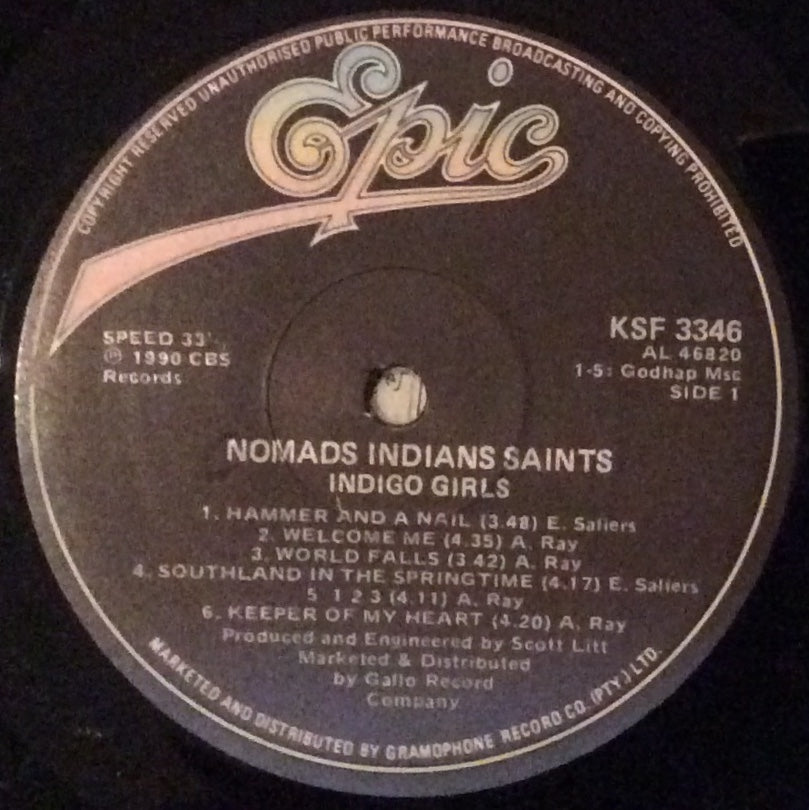 COPYRIGHT RESERVED UNAUTHORISED PUBLIC PERFORMANCE BROADCASTING AND COPYING PROHIBITED
Epic
SPEED 33
℗ 1990 CBS
Records
KSF 3346
AL 46820
1-5: Godhap Msc
SIDE 1
NOMADS INDIANS SAINTS
INDIGO GIRLS
1. HAMMER AND A NAIL (3.48) E. Saliers
2. WELCOME ME (4.35) A. Ray
3. WORLD FALLS (3.42) A. Ray
4. SOUTHLAND IN THE SPRINGTIME (4.17) E. Saliers
5 1 2 3 (4.11) A. Ray
6. KEEPER OF MY HEART (4.20) A. Ray
Produced and Engineered by Scott Litt
Marketed & Distributed
by Gallo Record
Company
MARKETED AND DISTRIBUTED BY GRAMOPHONE RECORD CO. (PTY.) LTD.